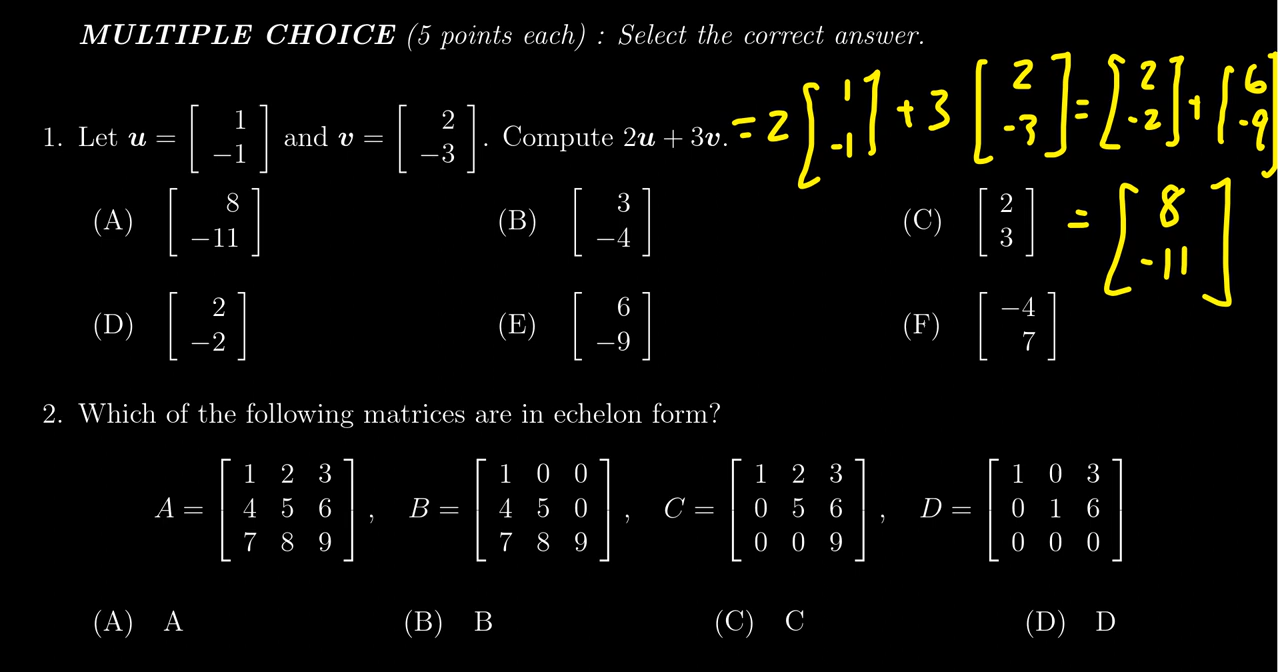 MULTIPLE CHOICE (5 points each) : Select the correct answer.
1. Let u = [ 1 −1 ] and v = [ 2 −3 ]. Compute 2u + 3v. = 2 [ 1 -1 ] + 3 [ 2 -3 ] = [ 2 -2 ] + [ 6 -9 ]
= [ 8 -11 ]
(A) [ 8 −11 ] (B) [ 3 −4 ] (C) [ 2 3 ]
(D) [ 2 −2 ] (E) [ 6 −9 ] (F) [ −4 7 ]
2. Which of the following matrices are in echelon form?
A = [ 1 2 3 4 5 6 7 8 9 ], B = [ 1 0 0 4 5 0 7 8 9 ], C = [ 1 2 3 0 5 6 0 0 9 ], D = [ 1 0 3 0 1 6 0 0 0 ]
(A) A (B) B (C) C (D) D